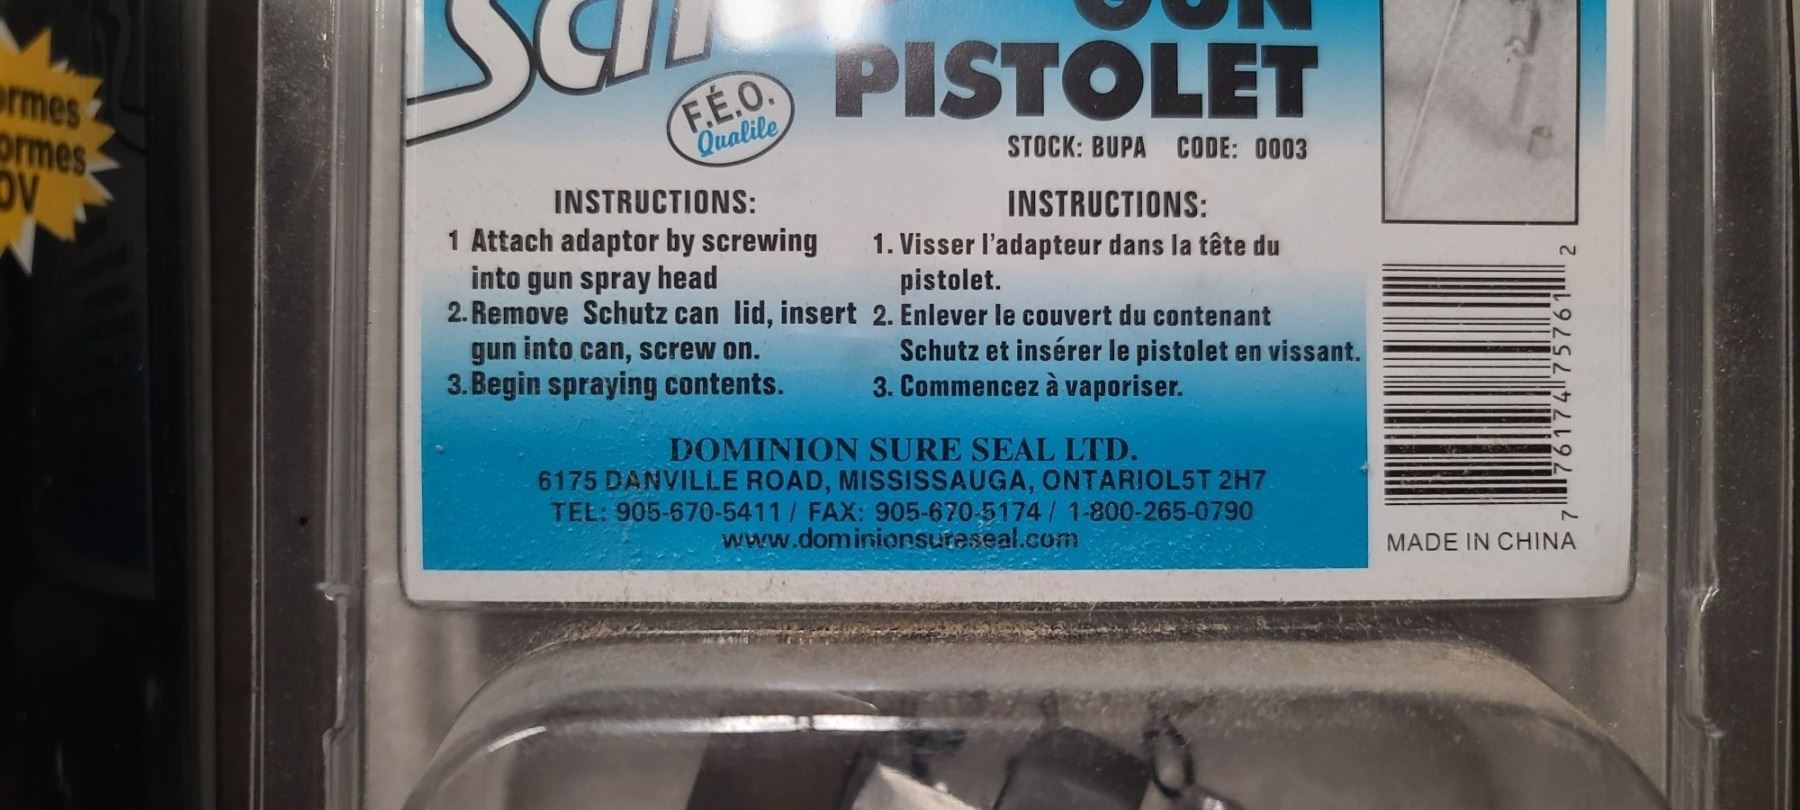 GUN
PISTOLET
F.É.O.
Qualile
STOCK: BUPA CODE: 0003
INSTRUCTIONS:
1 Attach adaptor by screwing
into gun spray head
2. Remove Schutz can lid, insert
gun into can, screw on.
3. Begin spraying contents.
INSTRUCTIONS:
1. Visser l'adapteur dans la tête du
pistolet.
2. Enlever le couvert du contenant
Schutz et insérer le pistolet en vissant.
3. Commencez à vaporiser.
DOMINION SURE SEAL LTD.
6175 DANVILLE ROAD, MISSISSAUGA, ONTARIOL5T 2H7
TEL: 905-670-5411 / FAX: 905-670-5174 / 1-800-265-0790
www.dominionsureseal.com
7 76174 75761 2
MADE IN CHINA